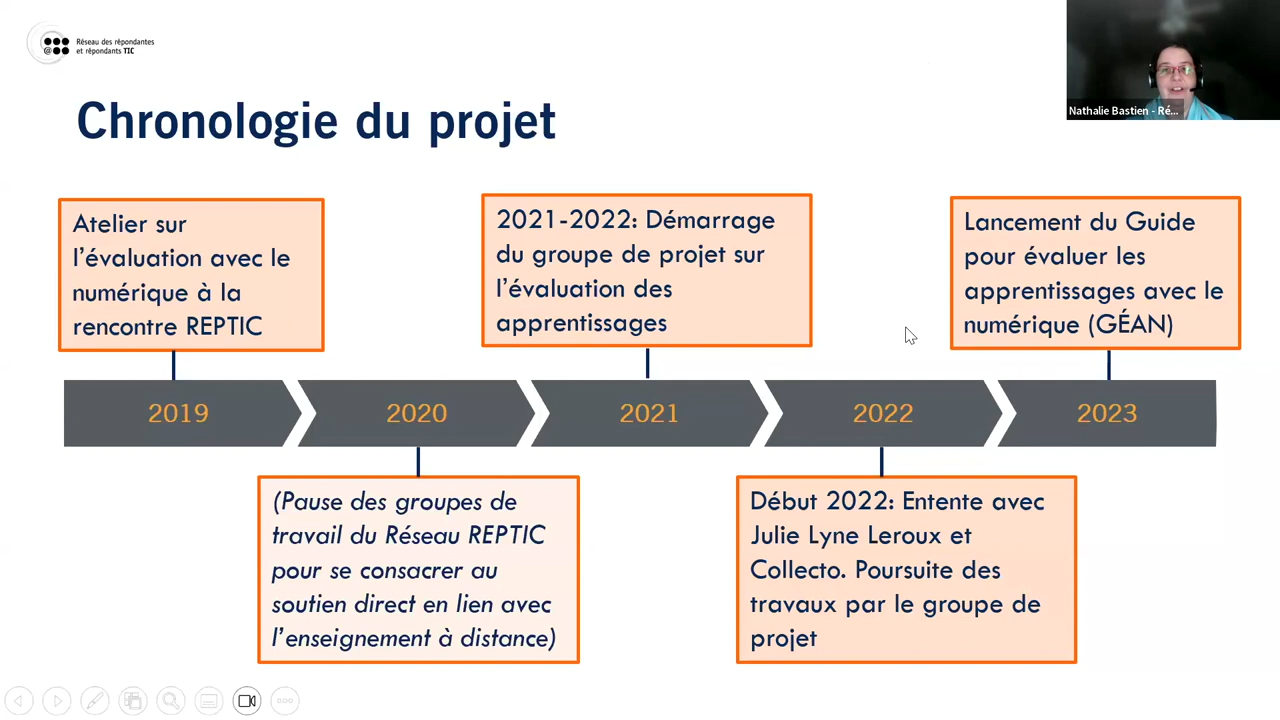 Réseau des répondantes
et répondants TIC
Nathalie Bastien - Ré...
Chronologie du projet
Atelier sur
l'évaluation avec le
numérique à la
rencontre REPTIC
2021-2022: Démarrage
du groupe de projet sur
l'évaluation des
apprentissages
Lancement du Guide
pour évaluer les
apprentissages avec le
numérique (GÉAN)
2019
2020
2021
2022
2023
(Pause des groupes de
travail du Réseau REPTIC
pour se consacrer au
soutien direct en lien avec
l'enseignement à distance)
Début 2022: Entente avec
Julie Lyne Leroux et
Collecto. Poursuite des
travaux par le groupe de
projet